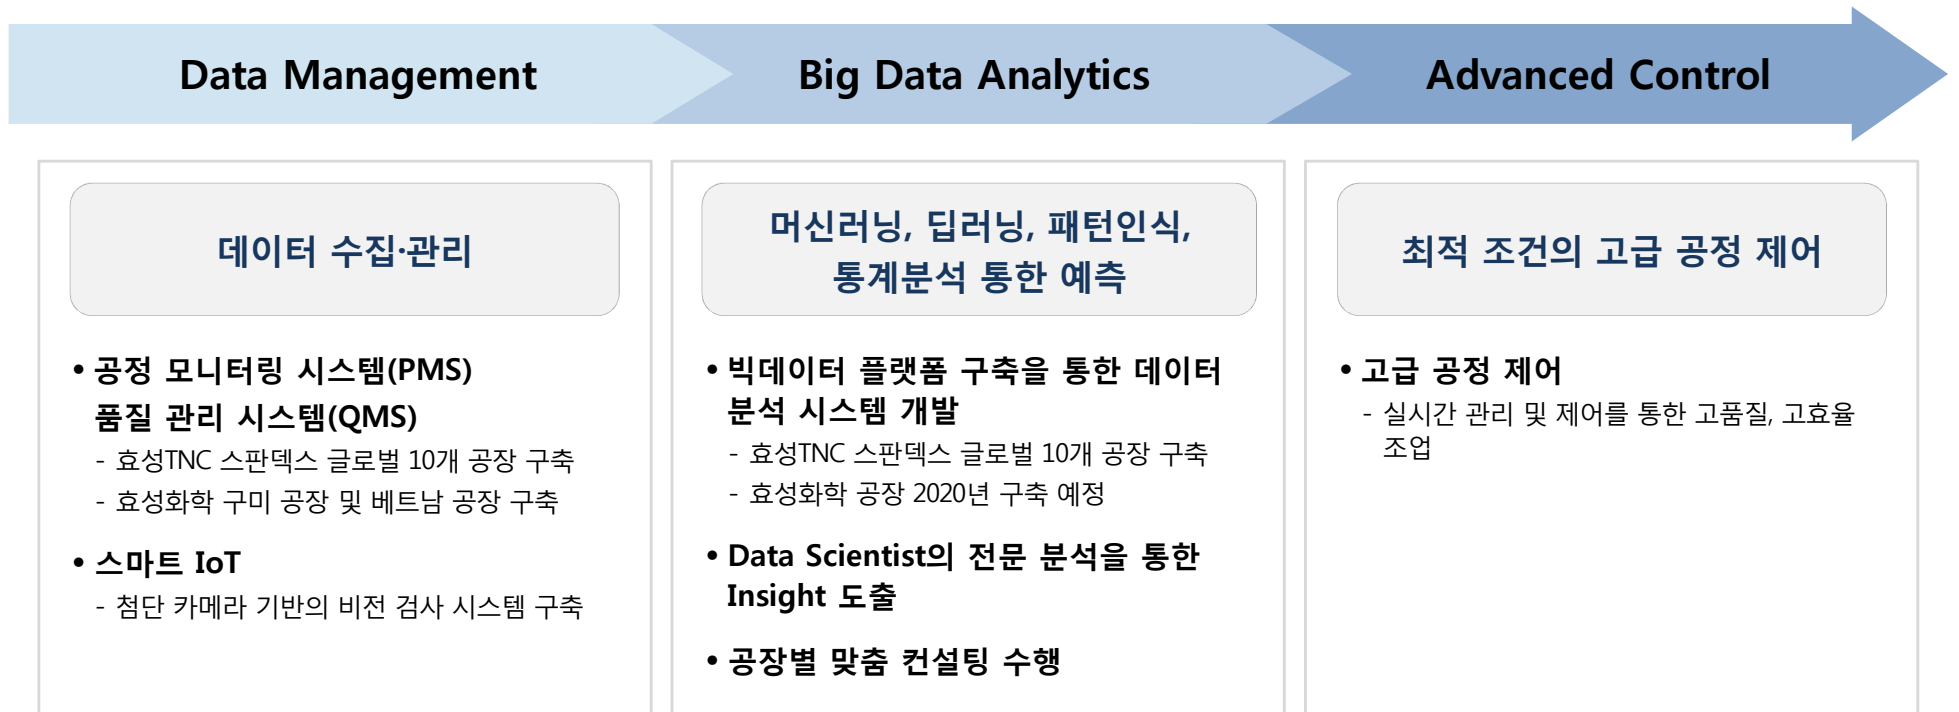 Data Management
Big Data Analytics
Advanced Control
데이터 수집·관리
• 공정 모니터링 시스템(PMS)
품질 관리 시스템(QMS)
- 효성TNC 스판덱스 글로벌 10개 공장 구축
- 효성화학 구미 공장 및 베트남 공장 구축
• 스마트 IoT
- 첨단 카메라 기반의 비전 검사 시스템 구축
머신러닝, 딥러닝, 패턴인식,
통계분석 통한 예측
• 빅데이터 플랫폼 구축을 통한 데이터
분석 시스템 개발
- 효성TNC 스판덱스 글로벌 10개 공장 구축
- 효성화학 공장 2020년 구축 예정
• Data Scientist의 전문 분석을 통한
Insight 도출
• 공장별 맞춤 컨설팅 수행
최적 조건의 고급 공정 제어
• 고급 공정 제어
- 실시간 관리 및 제어를 통한 고품질, 고효율
조업